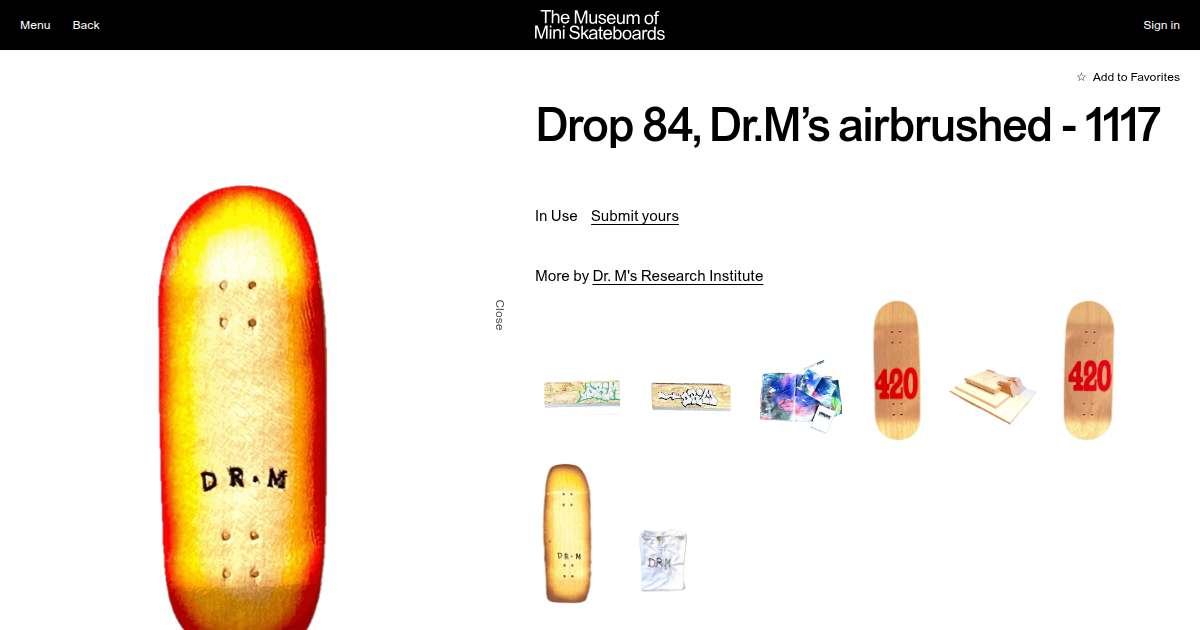 Menu
Back
The Museum of
Mini Skateboards
Sign in
☆ Add to Favorites
Drop 84, Dr.M’s airbrushed - 1117
In Use Submit yours
More by Dr. M's Research Institute
Close
DR.M
420
420
DR.M
DRM